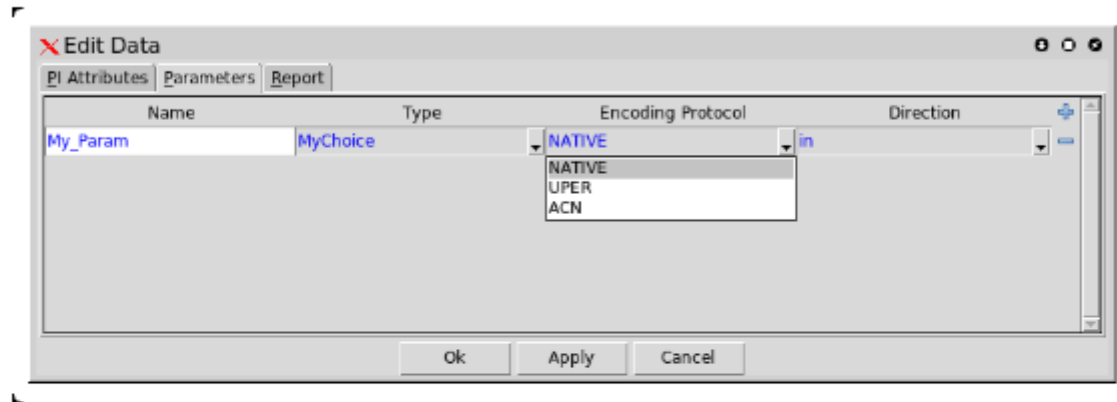 Edit Data
PI Attributes Parameters Report
Name Type Encoding Protocol Direction
My_Param MyChoice NATIVE in
NATIVE
UPER
ACN
Ok Apply Cancel